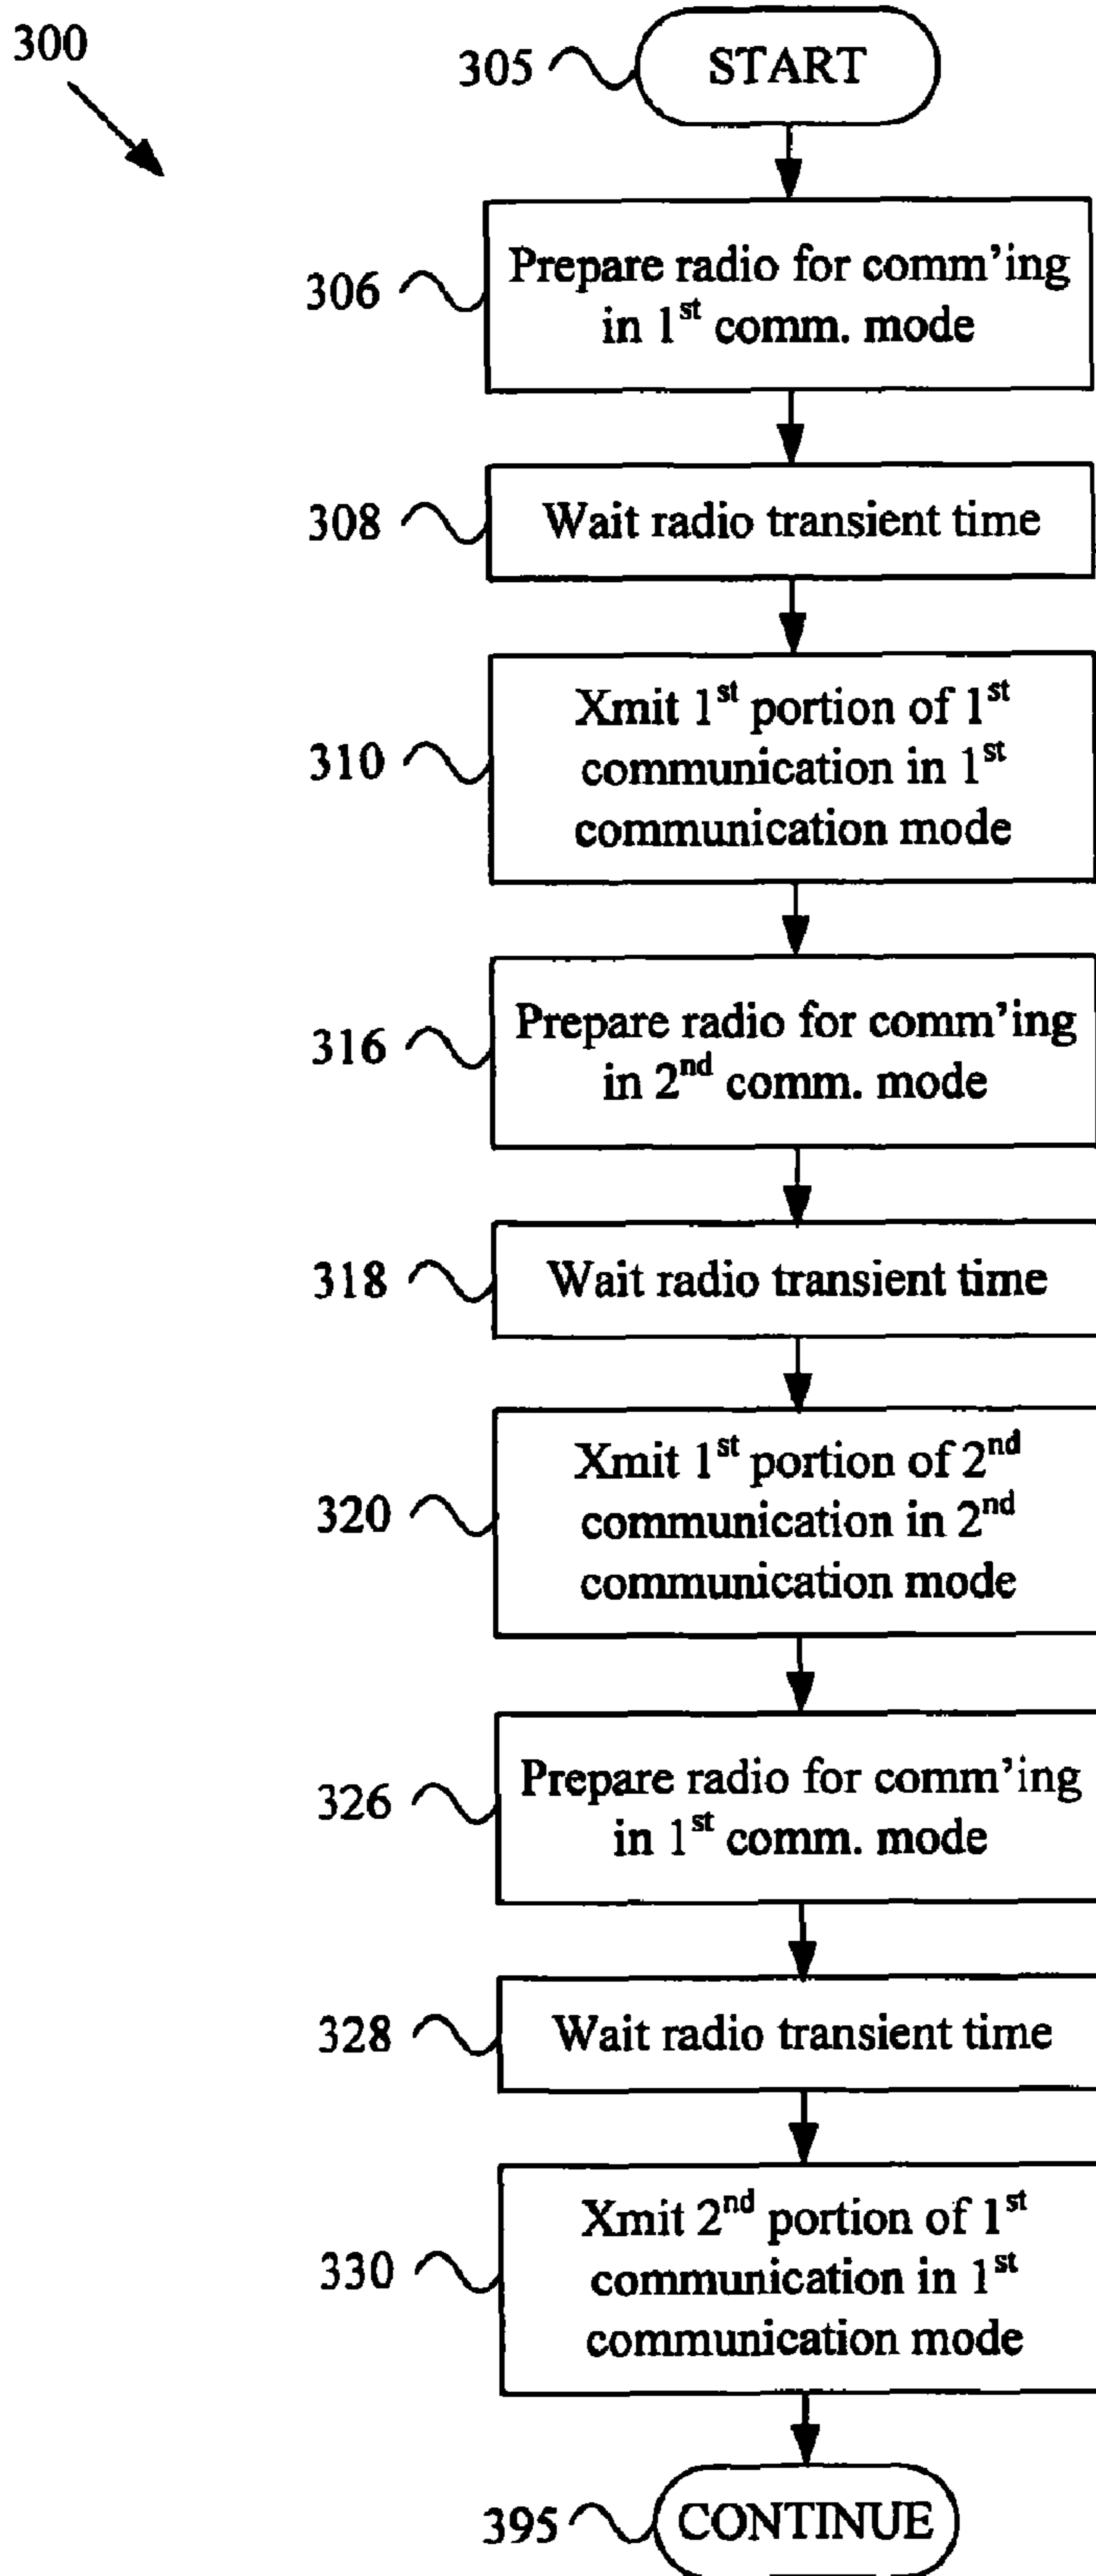 300
305
START
306
Prepare radio for comm'ing
in 1st comm. mode
308
Wait radio transient time
310
Xmit 1st portion of 1st
communication in 1st
communication mode
316
Prepare radio for comm'ing
in 2nd comm. mode
318
Wait radio transient time
320
Xmit 1st portion of 2nd
communication in 2nd
communication mode
326
Prepare radio for comm'ing
in 1st comm. mode
328
Wait radio transient time
330
Xmit 2nd portion of 1st
communication in 1st
communication mode
395
CONTINUE